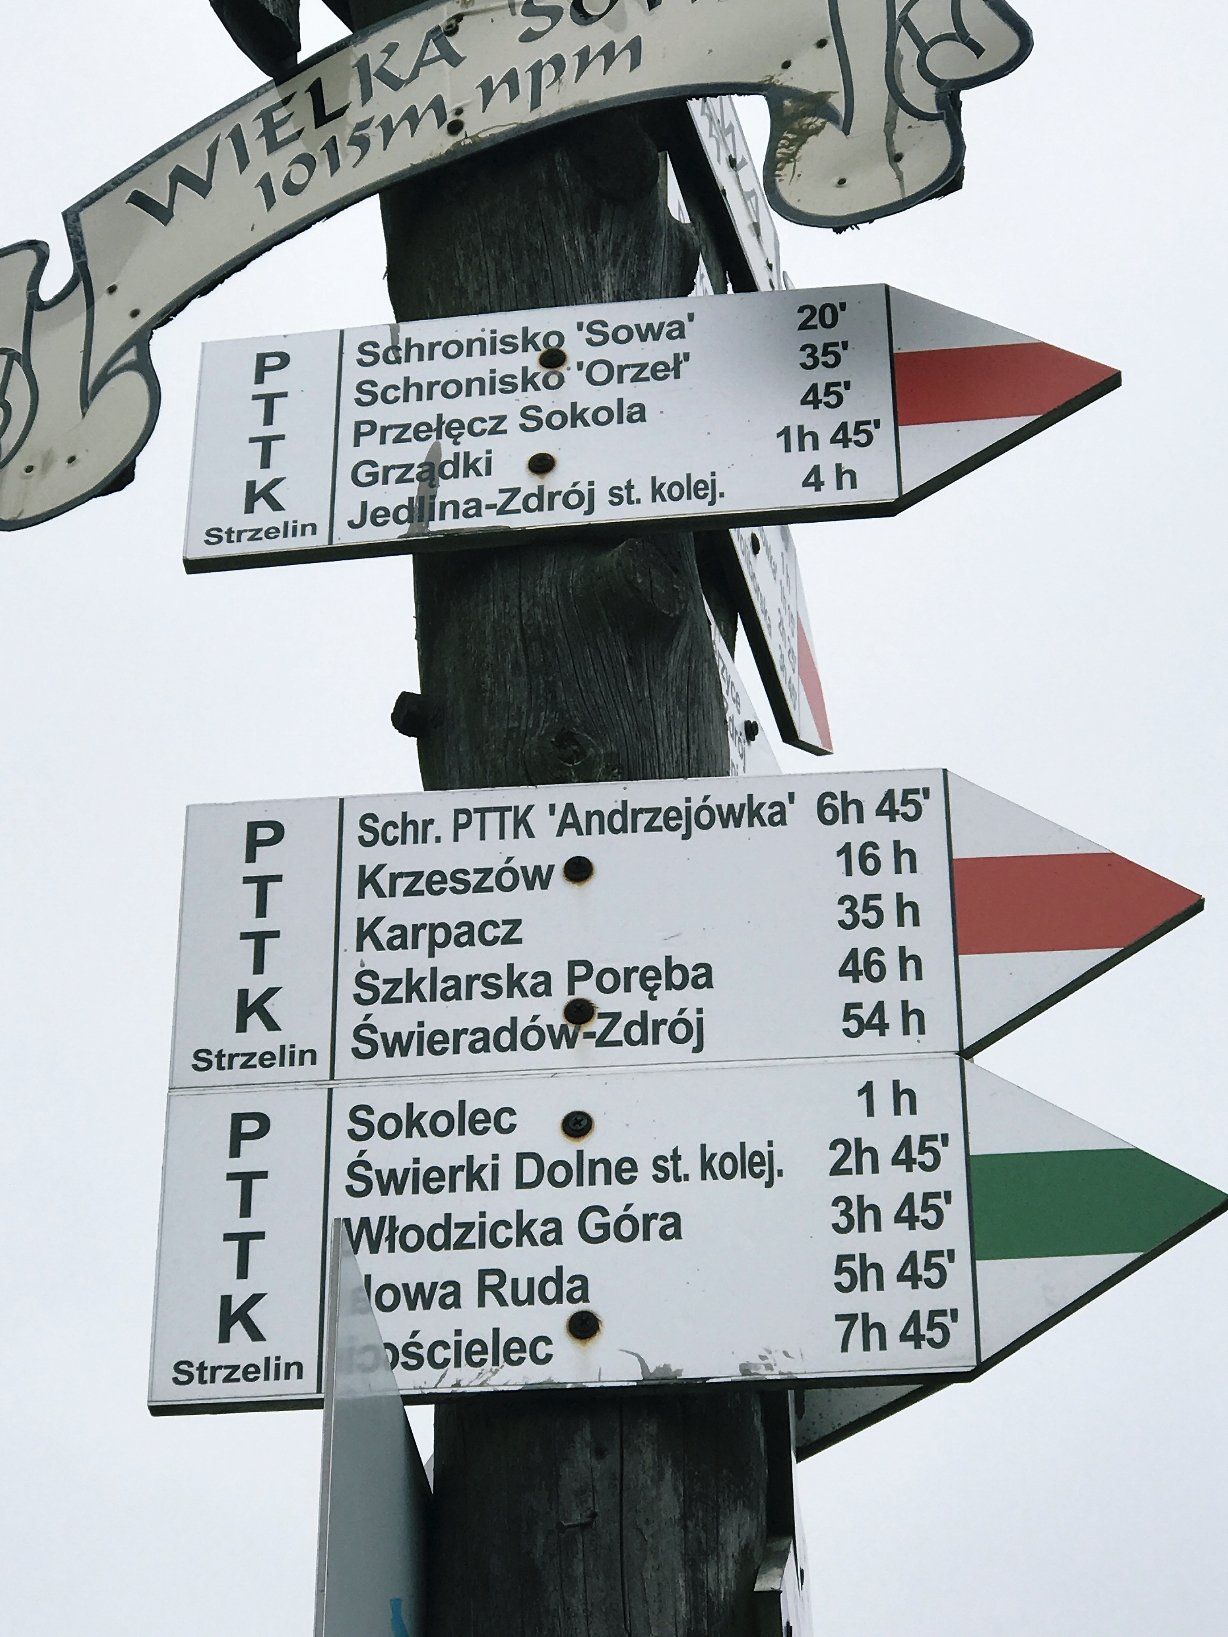 WIELKA
1015m npm
PTTK
Strzelin
Schronisko 'Sowa' 20'
Schronisko 'Orzeł' 35'
Przełęcz Sokola 45'
Grządki 1h 45'
Jedlina-Zdrój st. kolej. 4 h
PTTK
Strzelin
Schr. PTTK 'Andrzejówka' 6h 45'
Krzeszów 16 h
Karpacz 35 h
Szklarska Poręba 46 h
Świeradów-Zdrój 54 h
PTTK
Strzelin
Sokolec 1 h
Świerki Dolne st. kolej. 2h 45'
Włodzicka Góra 3h 45'
Nowa Ruda 5h 45'
ościelec 7h 45'